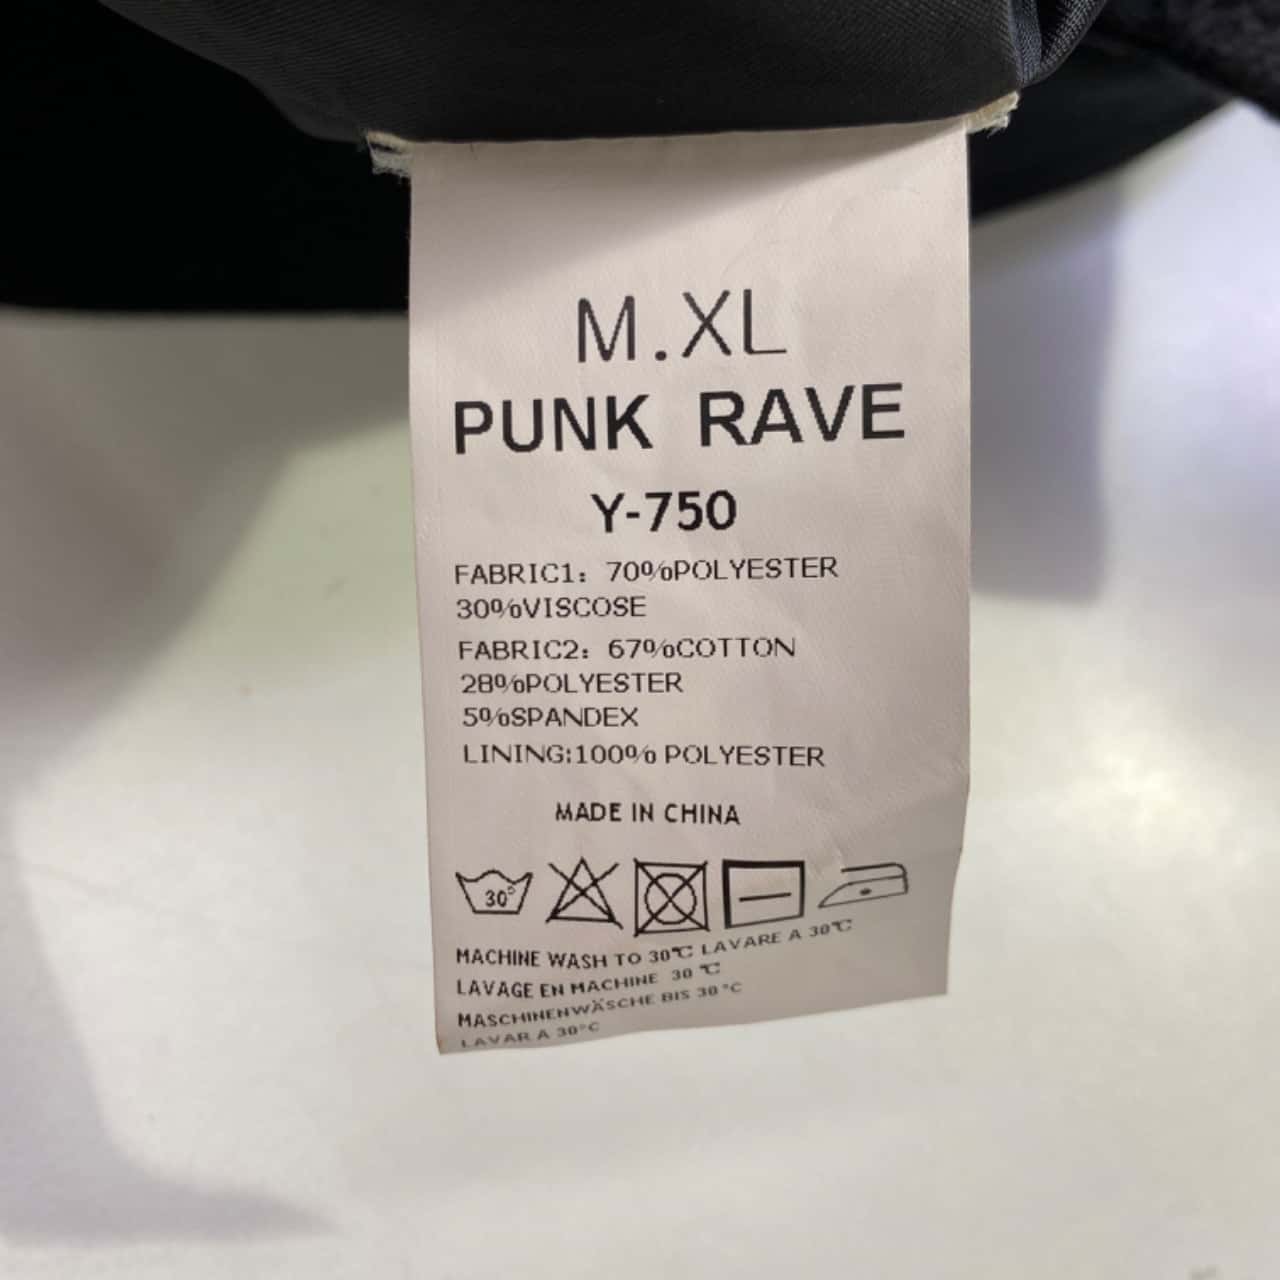 M.XL
PUNK RAVE
Y-750
FABRIC1: 70%POLYESTER
30%VISCOSE
FABRIC2: 67%COTTON
28%POLYESTER
5%SPANDEX
LINING:100% POLYESTER
MADE IN CHINA
30°
MACHINE WASH TO 30℃ LAVARE A 30℃
LAVAGE EN MACHINE 30 ℃
MASCHINENWÄSCHE BIS 30 °C
LAVAR A 30°C